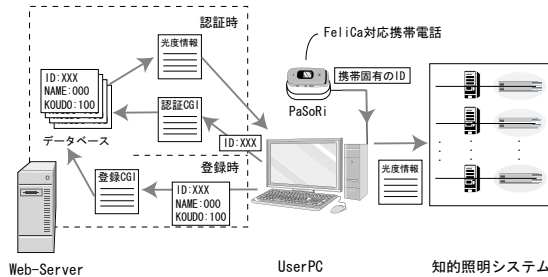 認証時
光度情報
FeliCa対応携帯電話
携帯固有のID
PaSoRi
ID:XXX
NAME:000
KOUDO:100
データベース
認証CGI
ID:XXX
登録時
登録CGI
ID:XXX
NAME:000
KOUDO:100
光度情報
Web-Server
UserPC
知的照明システム